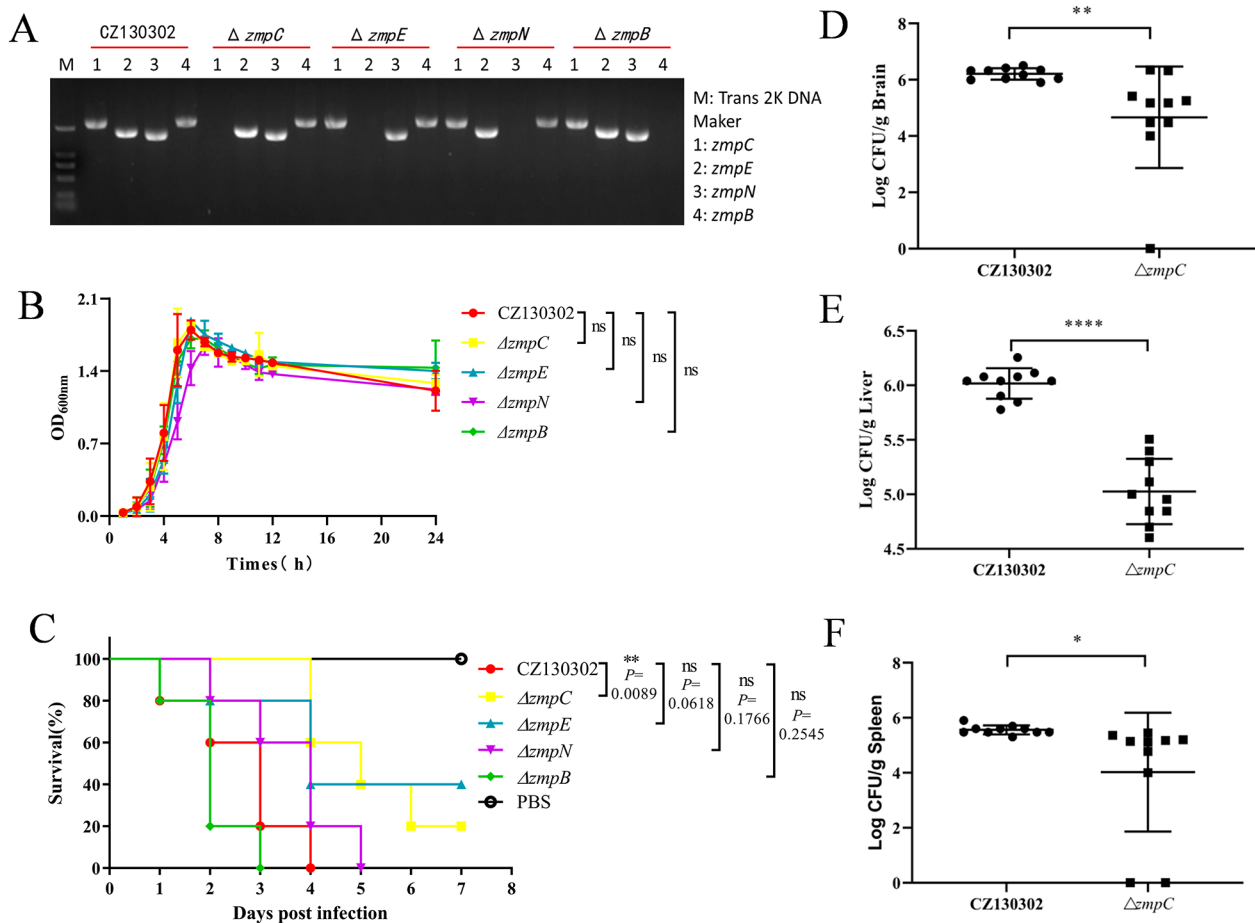 A
CZ130302 Δ zmpC Δ zmpE Δ zmpN Δ zmpB
M 1 2 3 4 1 2 3 4 1 2 3 4 1 2 3 4 1 2 3 4
M: Trans 2K DNA
Maker
1: zmpC
2: zmpE
3: zmpN
4: zmpB
B
OD600nm
2.1
1.4
0.7
0.0
0 4 8 12 16 20 24
Times( h)
CZ130302
ΔzmpC
ΔzmpE
ΔzmpN
ΔzmpB
ns
ns
ns
ns
C
Survival(%)
100
80
60
40
20
0
0 1 2 3 4 5 6 7 8
Days post infection
CZ130302
ΔzmpC
ΔzmpE
ΔzmpN
ΔzmpB
PBS
**
P=
0.0089
ns
P=
0.0618
ns
P=
0.1766
ns
P=
0.2545
D
**
Log CFU/g Brain
8
6
4
2
0
CZ130302 △zmpC
E
****
Log CFU/g Liver
6.5
6.0
5.5
5.0
4.5
CZ130302 △zmpC
F
*
Log CFU/g Spleen
8
6
4
2
0
CZ130302 △zmpC